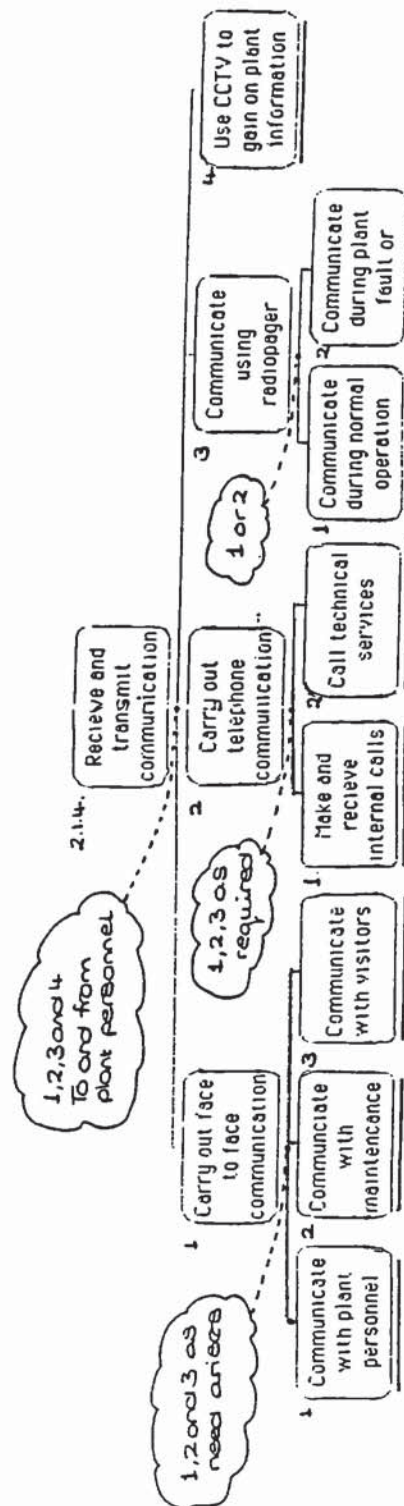 1,2,3 and 4
To and from
plant personnel
2.1.4.
Recieve and
transmit
communication
1,2 and 3 as
need arises
1
Carry out face
to face
communication
1,2,3 as
required
2
Carry out
telephone
communication
1 or 2
3
Communicate
using
radiopager
4
Use CCTV to
gain on plant
information
1
Communicate
with plant
personnel
2
Communciate
with
maintencance
3
Communicate
with visitors
1.
Make and
recieve
internal calls
2
Call technical
services
1
Communicate
during normal
operation
2
Communicate
during plant
fault or